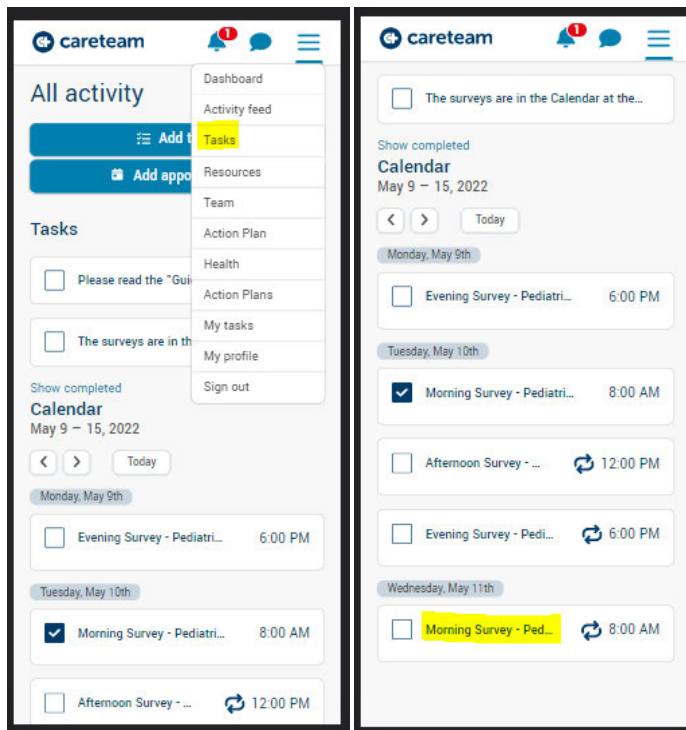 careteam
1
All activity
Add t
Add appo
Dashboard
Activity feed
Tasks
Resources
Team
Action Plan
Health
Action Plans
My tasks
My profile
Sign out
Tasks
Please read the "Gui
The surveys are in th
Show completed
Calendar
May 9 – 15, 2022
Today
Monday, May 9th
Evening Survey - Pediatri... 6:00 PM
Tuesday, May 10th
Morning Survey - Pediatri... 8:00 AM
Afternoon Survey - ... 12:00 PM
careteam
1
The surveys are in the Calendar at the...
Show completed
Calendar
May 9 – 15, 2022
Today
Monday, May 9th
Evening Survey - Pediatri... 6:00 PM
Tuesday, May 10th
Morning Survey - Pediatri... 8:00 AM
Afternoon Survey - ... 12:00 PM
Evening Survey - Pedi... 6:00 PM
Wednesday, May 11th
Morning Survey - Ped... 8:00 AM